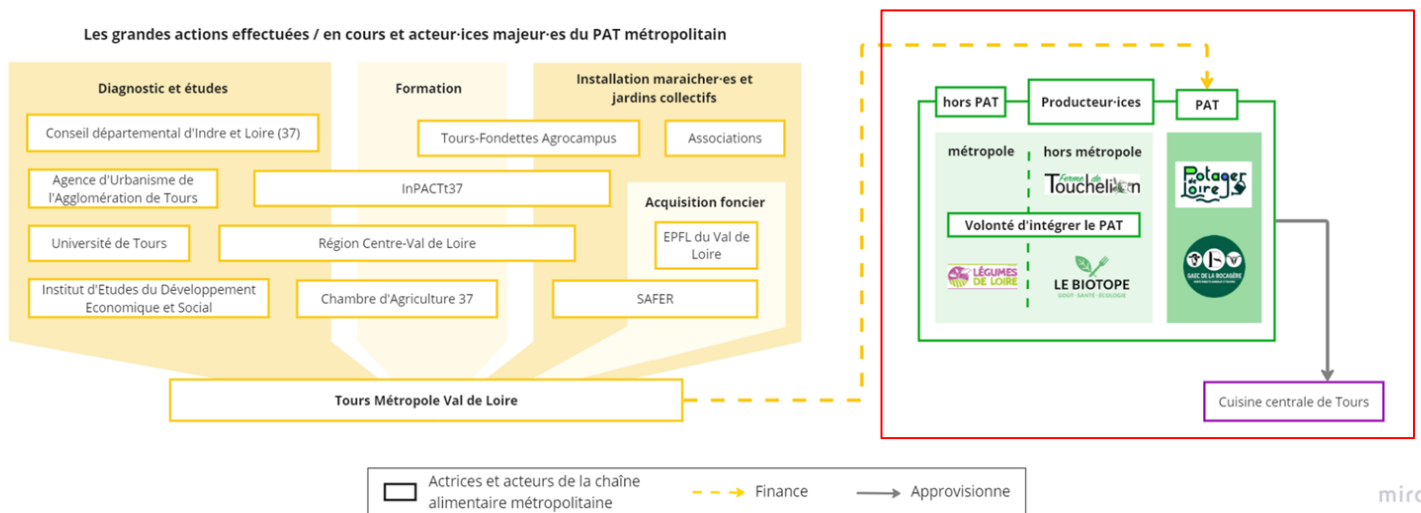 Les grandes actions effectuées / en cours et acteur·ices majeur·es du PAT métropolitain
Diagnostic et études
Formation
Installation maraicher·es et
jardins collectifs
Conseil départemental d'Indre et Loire (37)
Tours-Fondettes Agrocampus
Associations
Agence d'Urbanisme de
l'Agglomération de Tours
InPACTt37
Acquisition foncier
Université de Tours
Région Centre-Val de Loire
EPFL du Val de
Loire
Institut d'Etudes du Développement
Economique et Social
Chambre d'Agriculture 37
SAFER
Tours Métropole Val de Loire
hors PAT
Producteur·ices
PAT
métropole
hors métropole
Ferme de
Touchelion
Potager
de
Loire
Volonté d'intégrer le PAT
LÉGUMES
DE LOIRE
LE BIOTOPE
GOÛT · SANTÉ · ÉCOLOGIE
GAEC DE LA BOCAGÈRE
Cuisine centrale de Tours
Actrices et acteurs de la chaîne
alimentaire métropolitaine
Finance
Approvisionne
miro